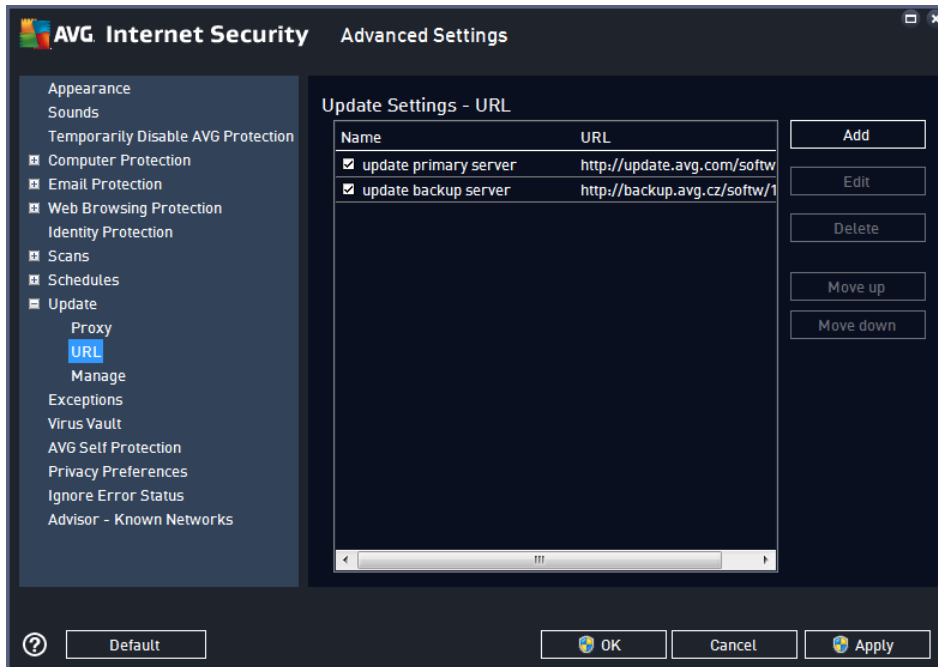 AVG. Internet Security Advanced Settings
Appearance
Sounds
Temporarily Disable AVG Protection
Computer Protection
Email Protection
Web Browsing Protection
Identity Protection
Scans
Schedules
Update
Proxy
URL
Manage
Exceptions
Virus Vault
AVG Self Protection
Privacy Preferences
Ignore Error Status
Advisor - Known Networks
Update Settings - URL
Name URL
update primary server http://update.avg.com/softw
update backup server http://backup.avg.cz/softw/1
Add
Edit
Delete
Move up
Move down
? Default OK Cancel Apply